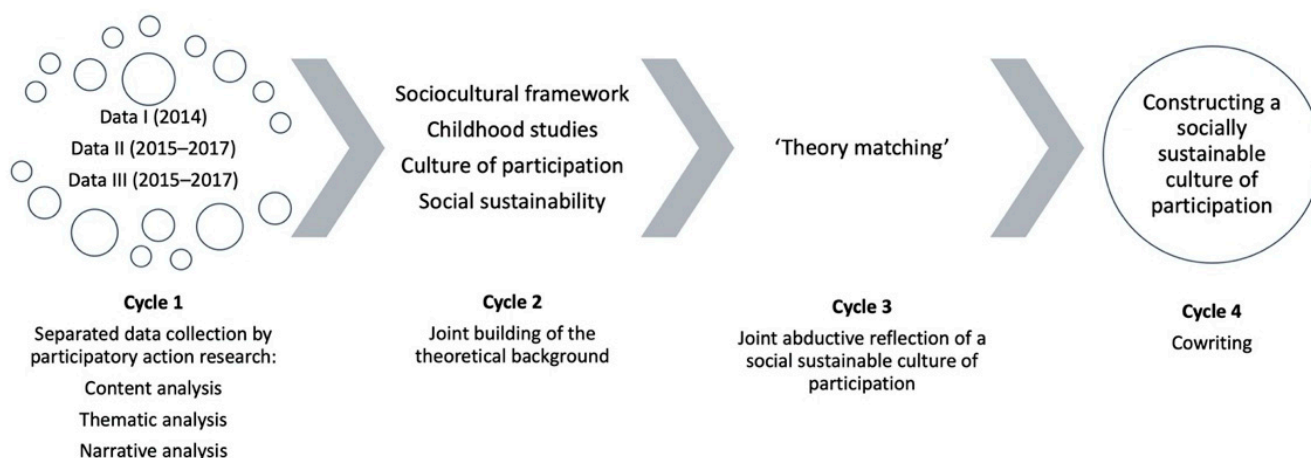 Data I (2014)
Data II (2015–2017)
Data III (2015–2017)
Sociocultural framework
Childhood studies
Culture of participation
Social sustainability
‘Theory matching’
Constructing a
socially
sustainable
culture of
participation
Cycle 1
Separated data collection by
participatory action research:
Content analysis
Thematic analysis
Narrative analysis
Cycle 2
Joint building of the
theoretical background
Cycle 3
Joint abductive reflection of a
social sustainable culture of
participation
Cycle 4
Cowriting